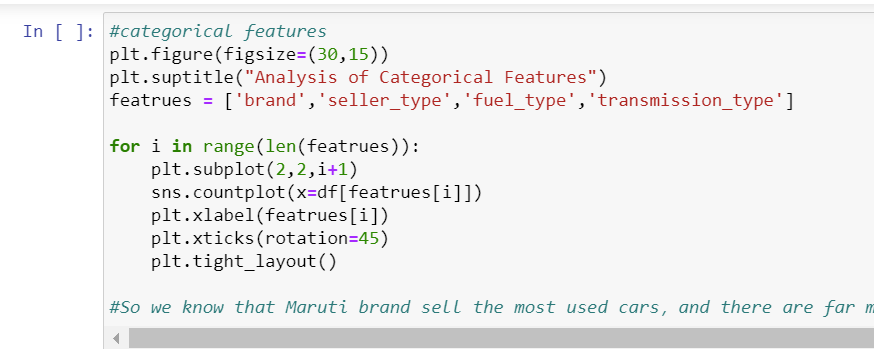 In [ ]: #categorical features
plt.figure(figsize=(30,15))
plt.suptitle("Analysis of Categorical Features")
featrues = ['brand','seller_type','fuel_type','transmission_type']
for i in range(len(featrues)):
plt.subplot(2,2,i+1)
sns.countplot(x=df[featrues[i]])
plt.xlabel(featrues[i])
plt.xticks(rotation=45)
plt.tight_layout()
#So we know that Maruti brand sell the most used cars, and there are far